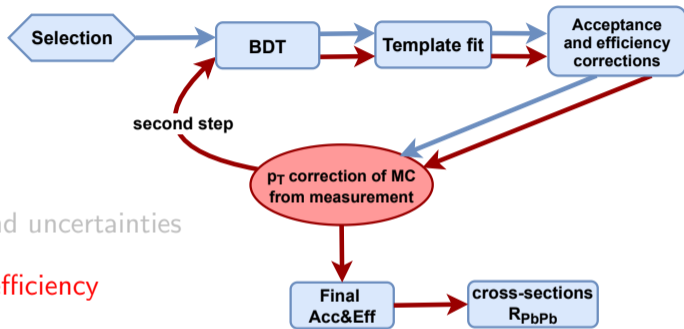 Selection
BDT
Template fit
Acceptance
and efficiency
corrections
second step
pT correction of MC
from measurement
uncertainties
Final
Acc&Eff
cross-sections
RPbPb